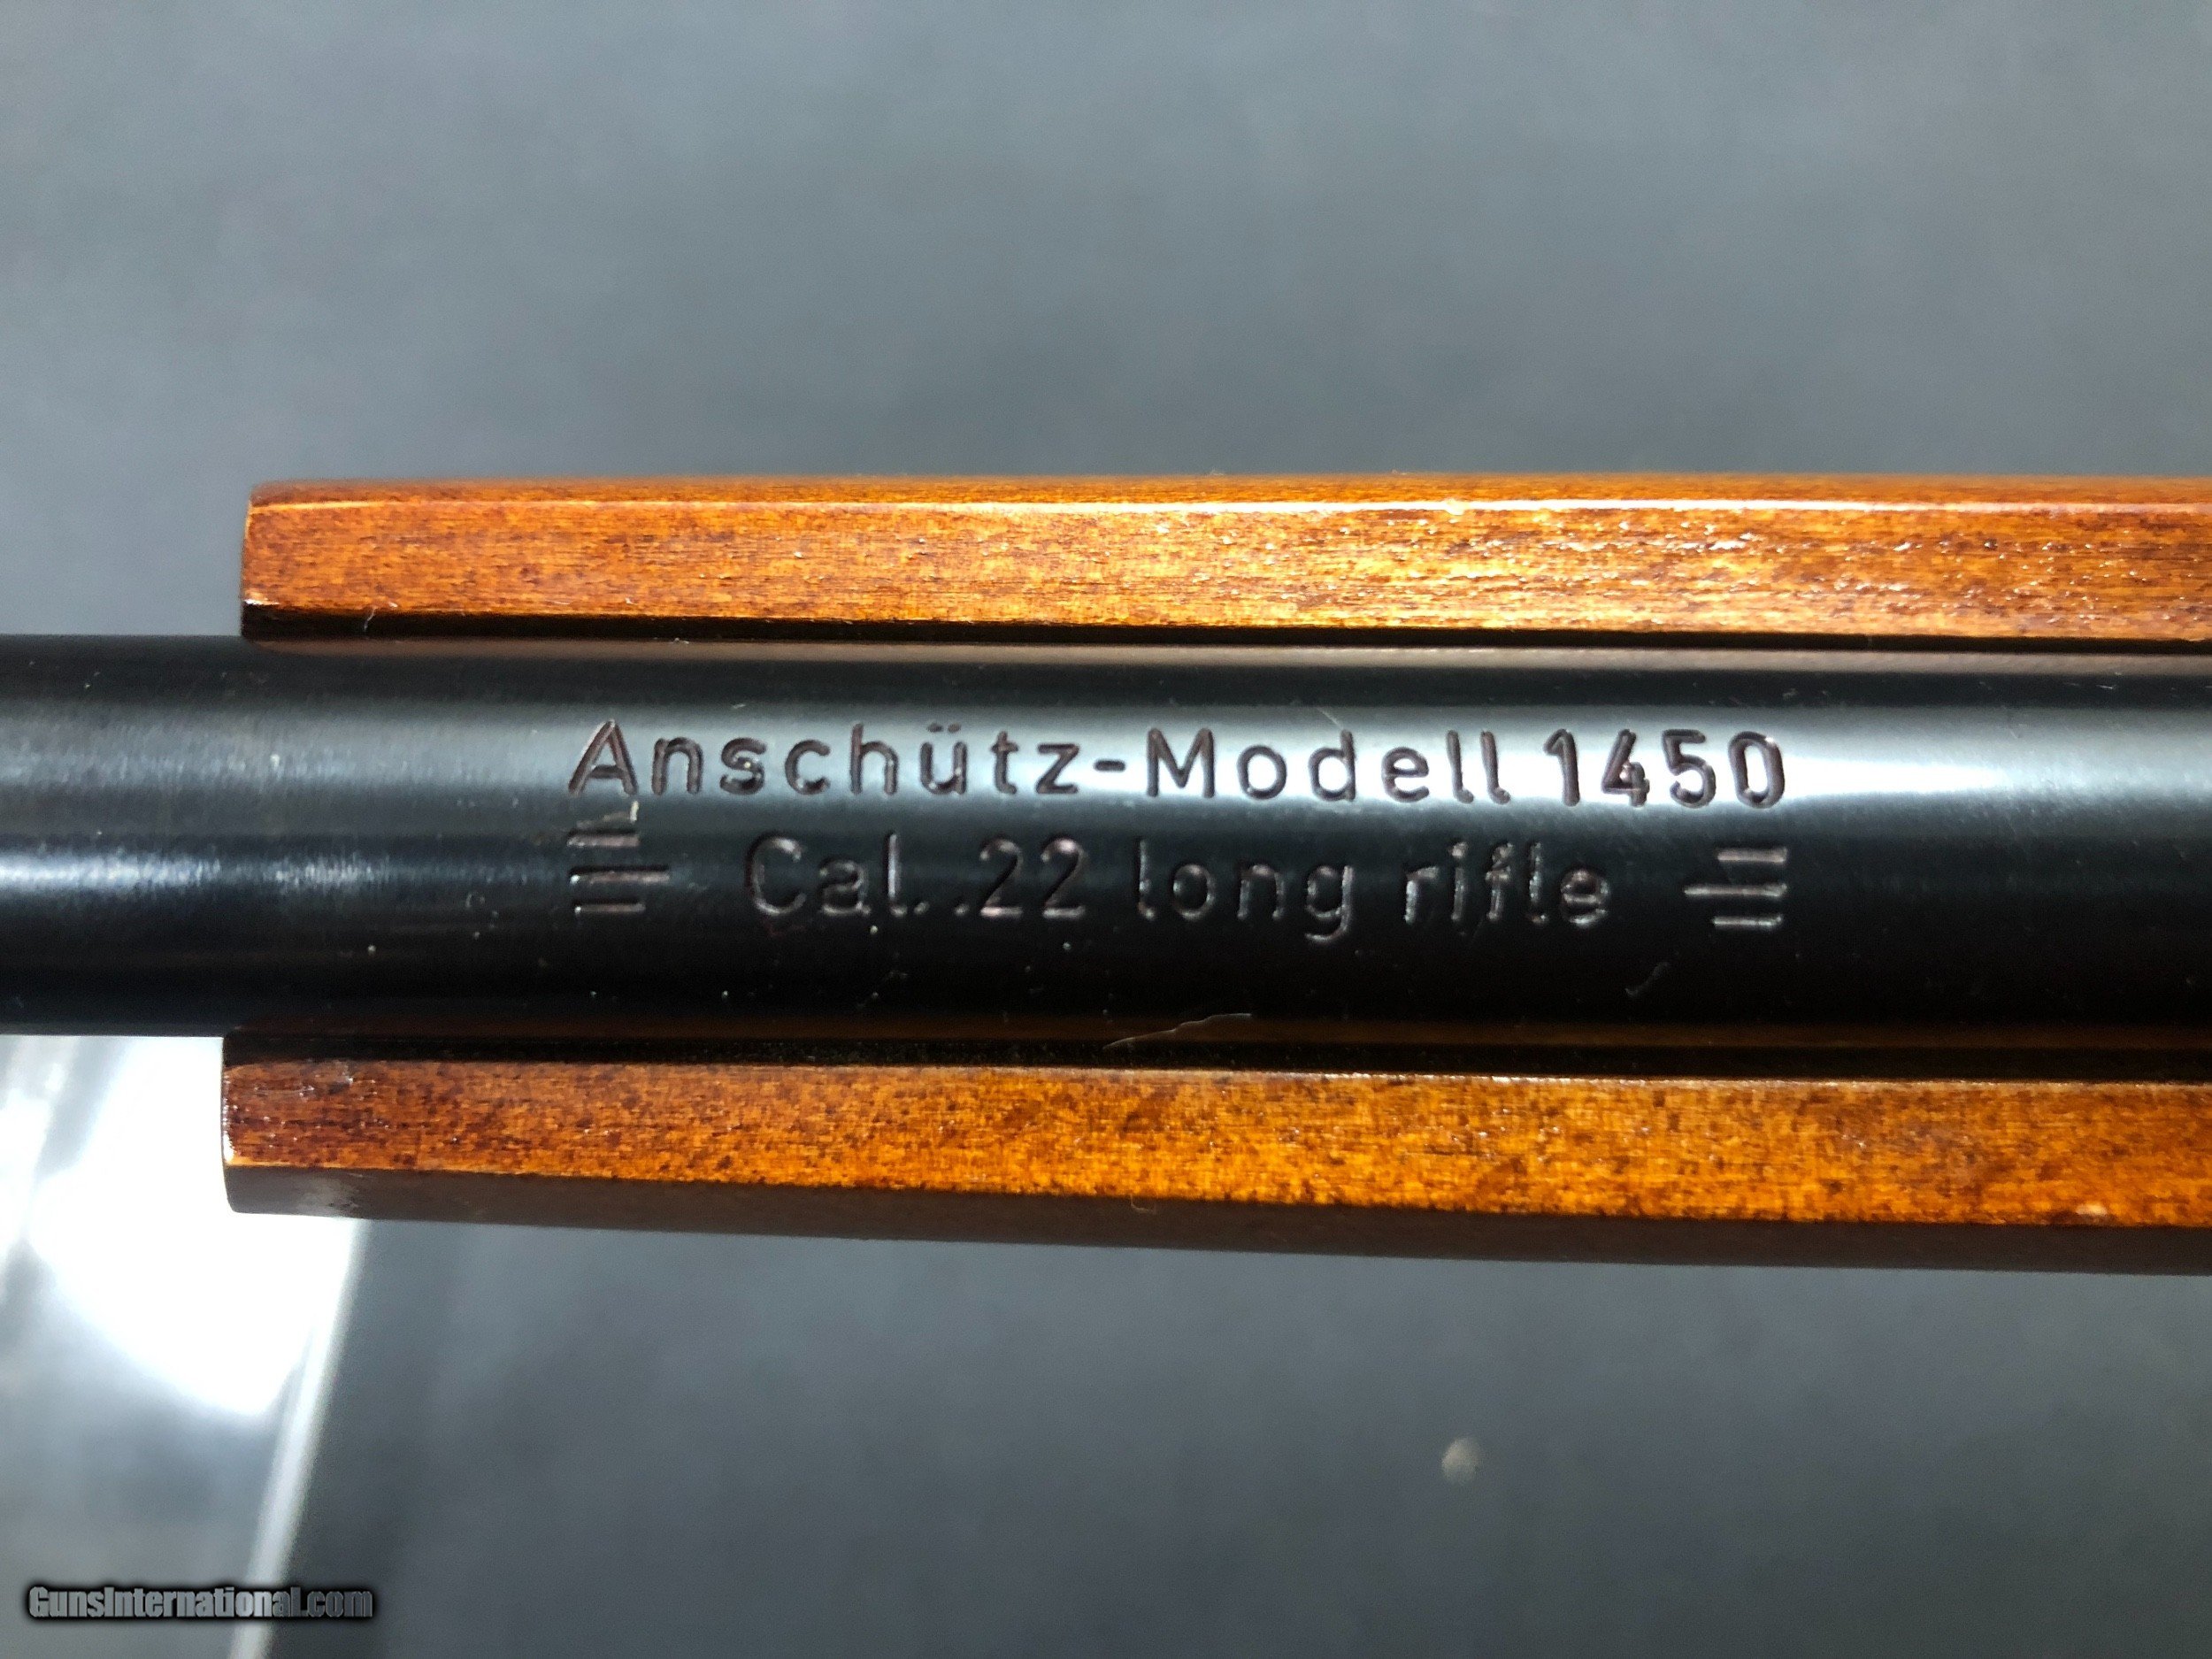 Anschütz-Modell 1450
Cal. .22 long rifle
GunsInternational.com